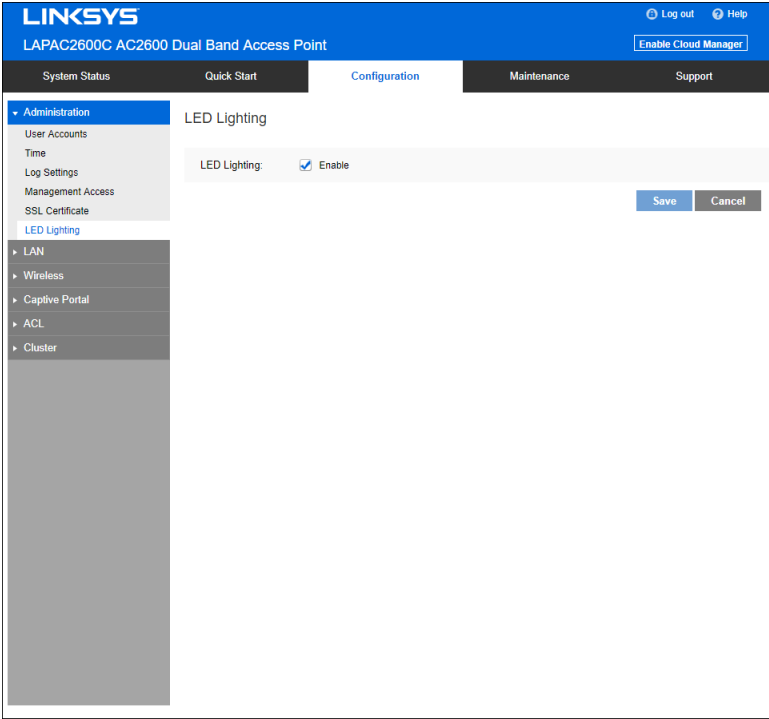 LINKSYS
Log out
Help
LAPAC2600C AC2600 Dual Band Access Point
Enable Cloud Manager
System Status
Quick Start
Configuration
Maintenance
Support
Administration
User Accounts
Time
Log Settings
Management Access
SSL Certificate
LED Lighting
LAN
Wireless
Captive Portal
ACL
Cluster
LED Lighting
LED Lighting: Enable
Save
Cancel